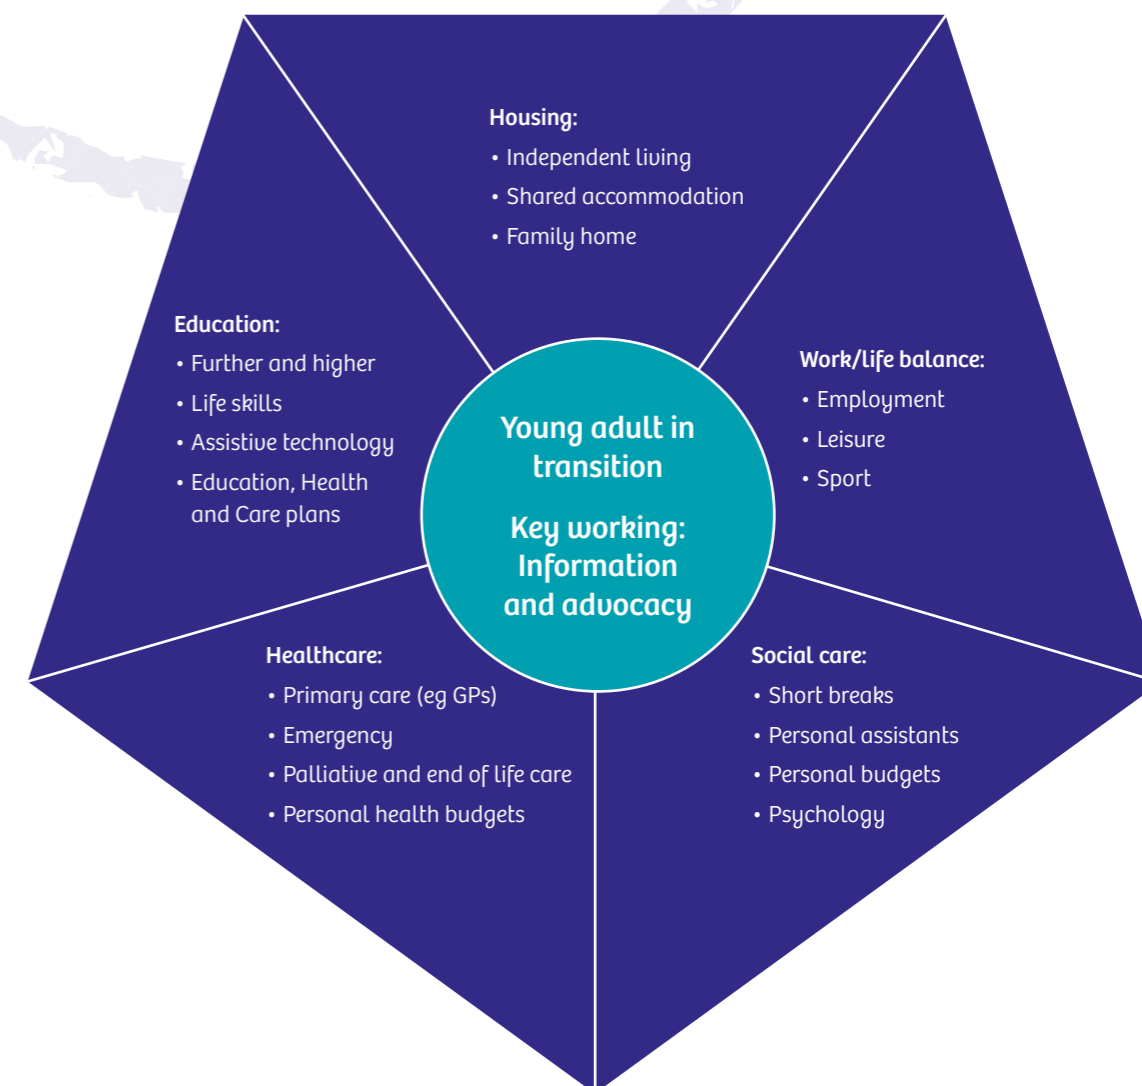 Housing:
• Independent living
• Shared accommodation
• Family home
Education:
• Further and higher
• Life skills
• Assistive technology
• Education, Health
and Care plans
Young adult in
transition
Key working:
Information
and advocacy
Work/life balance:
• Employment
• Leisure
• Sport
Healthcare:
• Primary care (eg GPs)
• Emergency
• Palliative and end of life care
• Personal health budgets
Social care:
• Short breaks
• Personal assistants
• Personal budgets
• Psychology